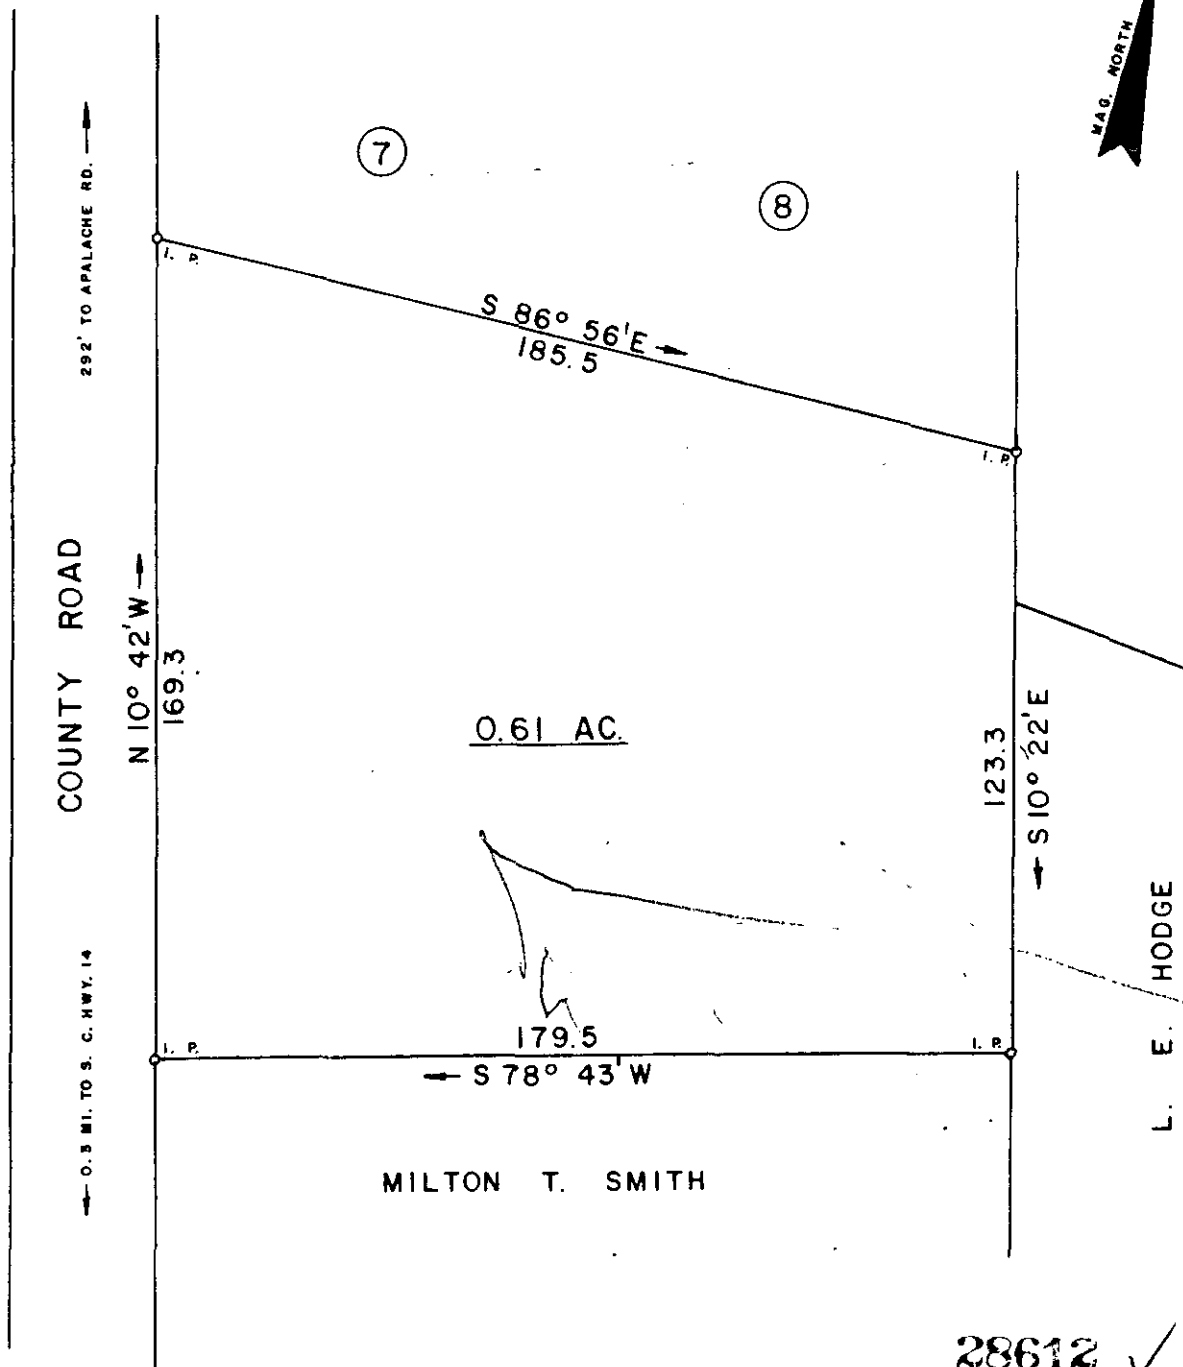 MAG. NORTH
7
8
292' TO APALACHE RD.
I. P.
S 86° 56' E
185.5
I. P.
COUNTY ROAD
N 10° 42' W
169.3
0.61 AC.
123.3
S 10° 22' E
L. E. HODGE
0.3 MI. TO S. C. HWY. 14
I. P.
179.5
I. P.
S 78° 43' W
MILTON T. SMITH
28612